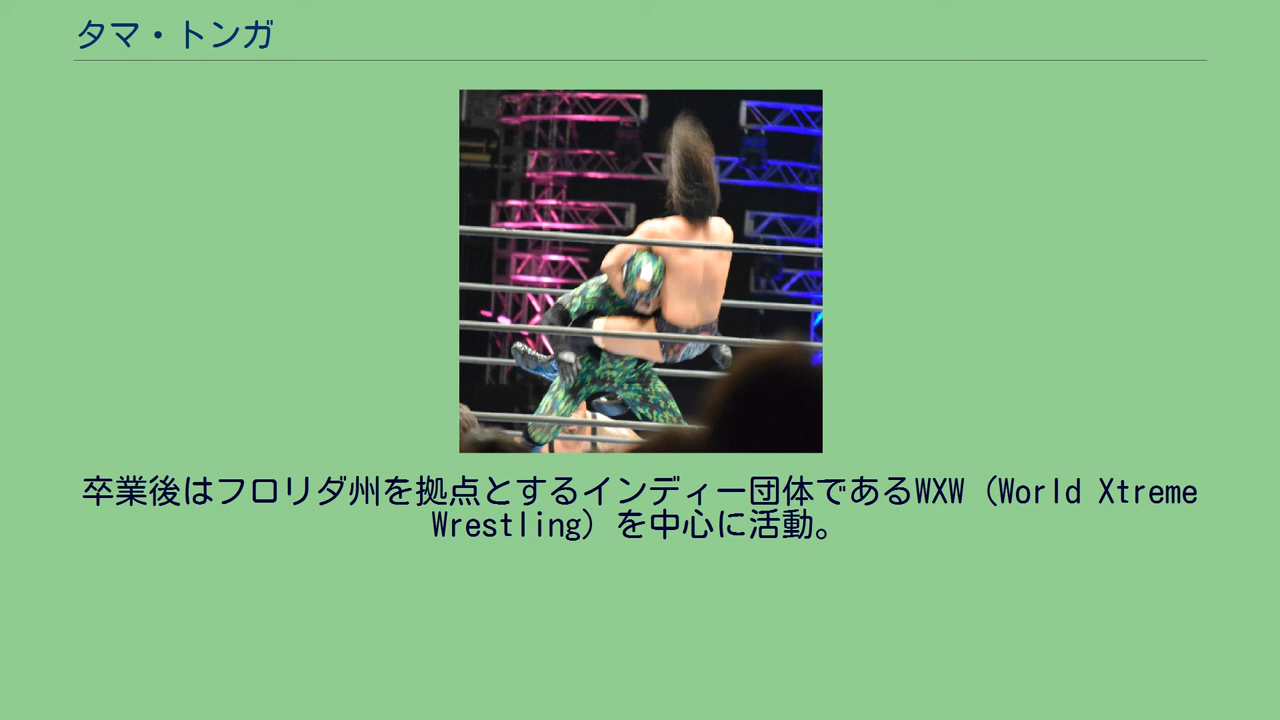 タマ・トンガ
卒業後はフロリダ州を拠点とするインディー団体であるWXW（World Xtreme
Wrestling）を中心に活動。